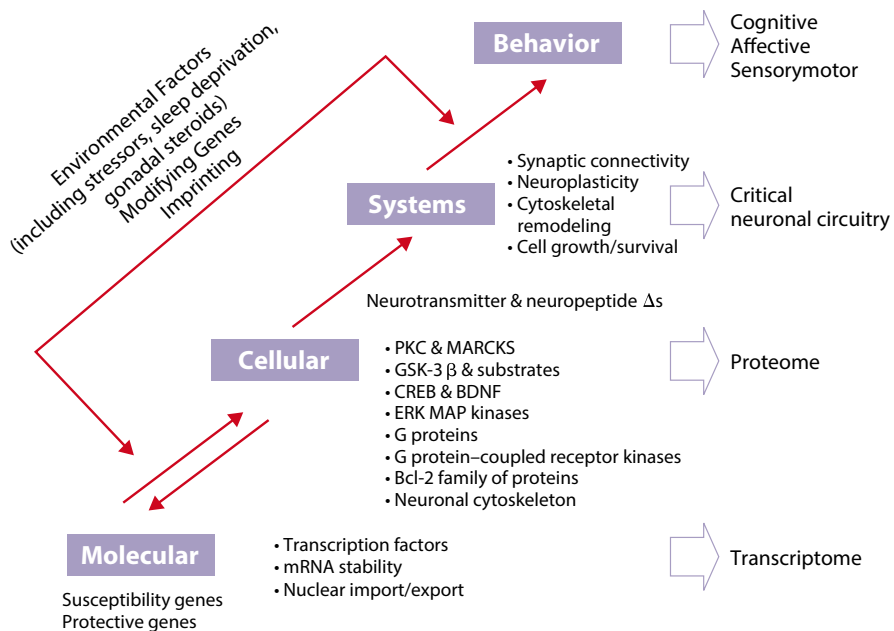 Behavior
Cognitive
Affective
Sensorymotor
Environmental Factors
(including stressors, sleep deprivation,
gonadal steroids)
Modifying Genes
Imprinting
Systems
• Synaptic connectivity
• Neuroplasticity
• Cytoskeletal
remodeling
• Cell growth/survival
Critical
neuronal circuitry
Neurotransmitter & neuropeptide Δs
Cellular
• PKC & MARCKS
• GSK-3 β & substrates
• CREB & BDNF
• ERK MAP kinases
• G proteins
• G protein–coupled receptor kinases
• Bcl-2 family of proteins
• Neuronal cytoskeleton
Proteome
Molecular
Susceptibility genes
Protective genes
• Transcription factors
• mRNA stability
• Nuclear import/export
Transcriptome